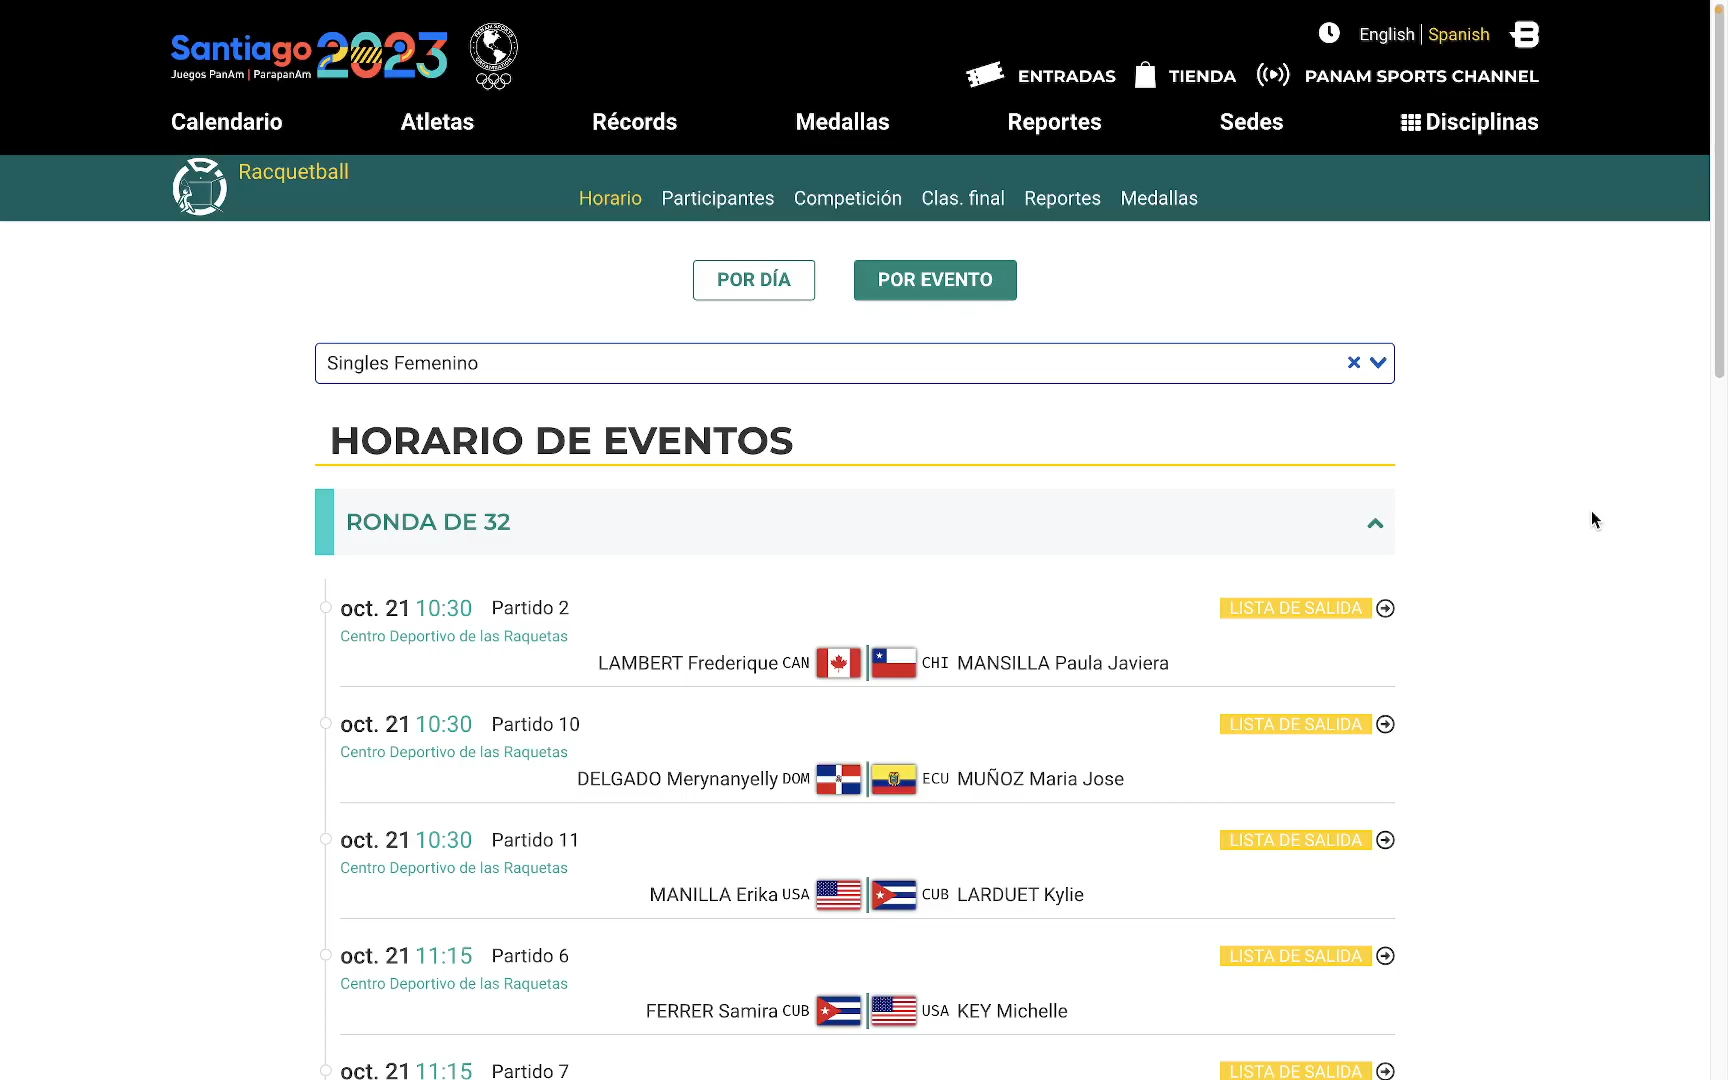 Santiago 2023
Juegos PanAm | ParapanAm
PANAM SPORTS ORGANIZATION
English | Spanish
ENTRADAS TIENDA PANAM SPORTS CHANNEL
Calendario Atletas Récords Medallas Reportes Sedes Disciplinas
Racquetball
Horario Participantes Competición Clas. final Reportes Medallas
POR DÍA POR EVENTO
Singles Femenino
HORARIO DE EVENTOS
RONDA DE 32
oct. 21 10:30 Partido 2 LISTA DE SALIDA
Centro Deportivo de las Raquetas
LAMBERT Frederique CAN CHI MANSILLA Paula Javiera
oct. 21 10:30 Partido 10 LISTA DE SALIDA
Centro Deportivo de las Raquetas
DELGADO Merynanyelly DOM ECU MUÑOZ Maria Jose
oct. 21 10:30 Partido 11 LISTA DE SALIDA
Centro Deportivo de las Raquetas
MANILLA Erika USA CUB LARDUET Kylie
oct. 21 11:15 Partido 6 LISTA DE SALIDA
Centro Deportivo de las Raquetas
FERRER Samira CUB USA KEY Michelle
oct. 21 11:15 Partido 7 LISTA DE SALIDA